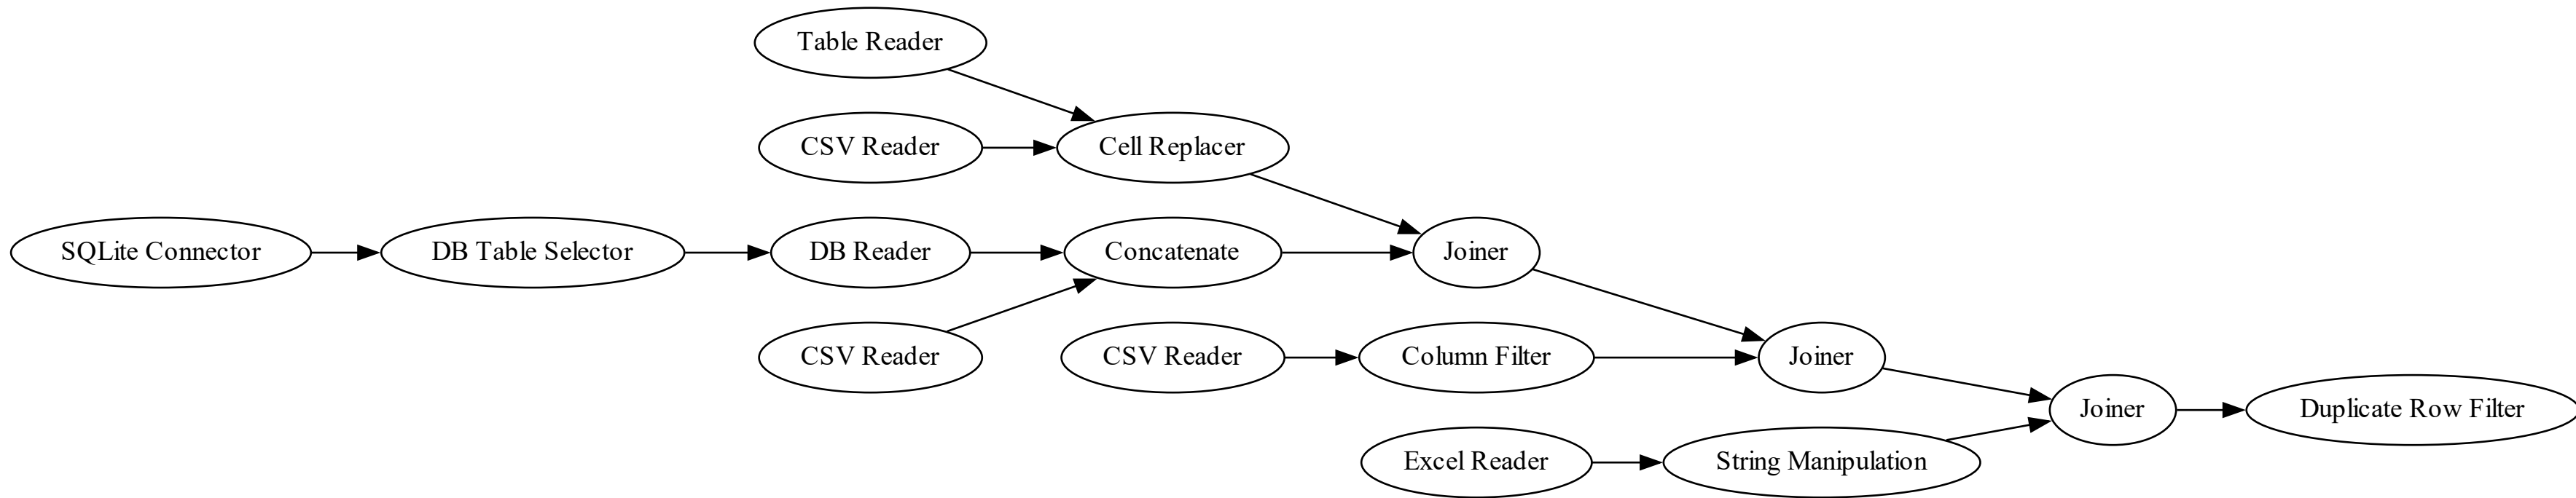 Table Reader
CSV Reader
Cell Replacer
SQLite Connector
DB Table Selector
DB Reader
Concatenate
Joiner
CSV Reader
CSV Reader
Column Filter
Joiner
Joiner
Duplicate Row Filter
Excel Reader
String Manipulation